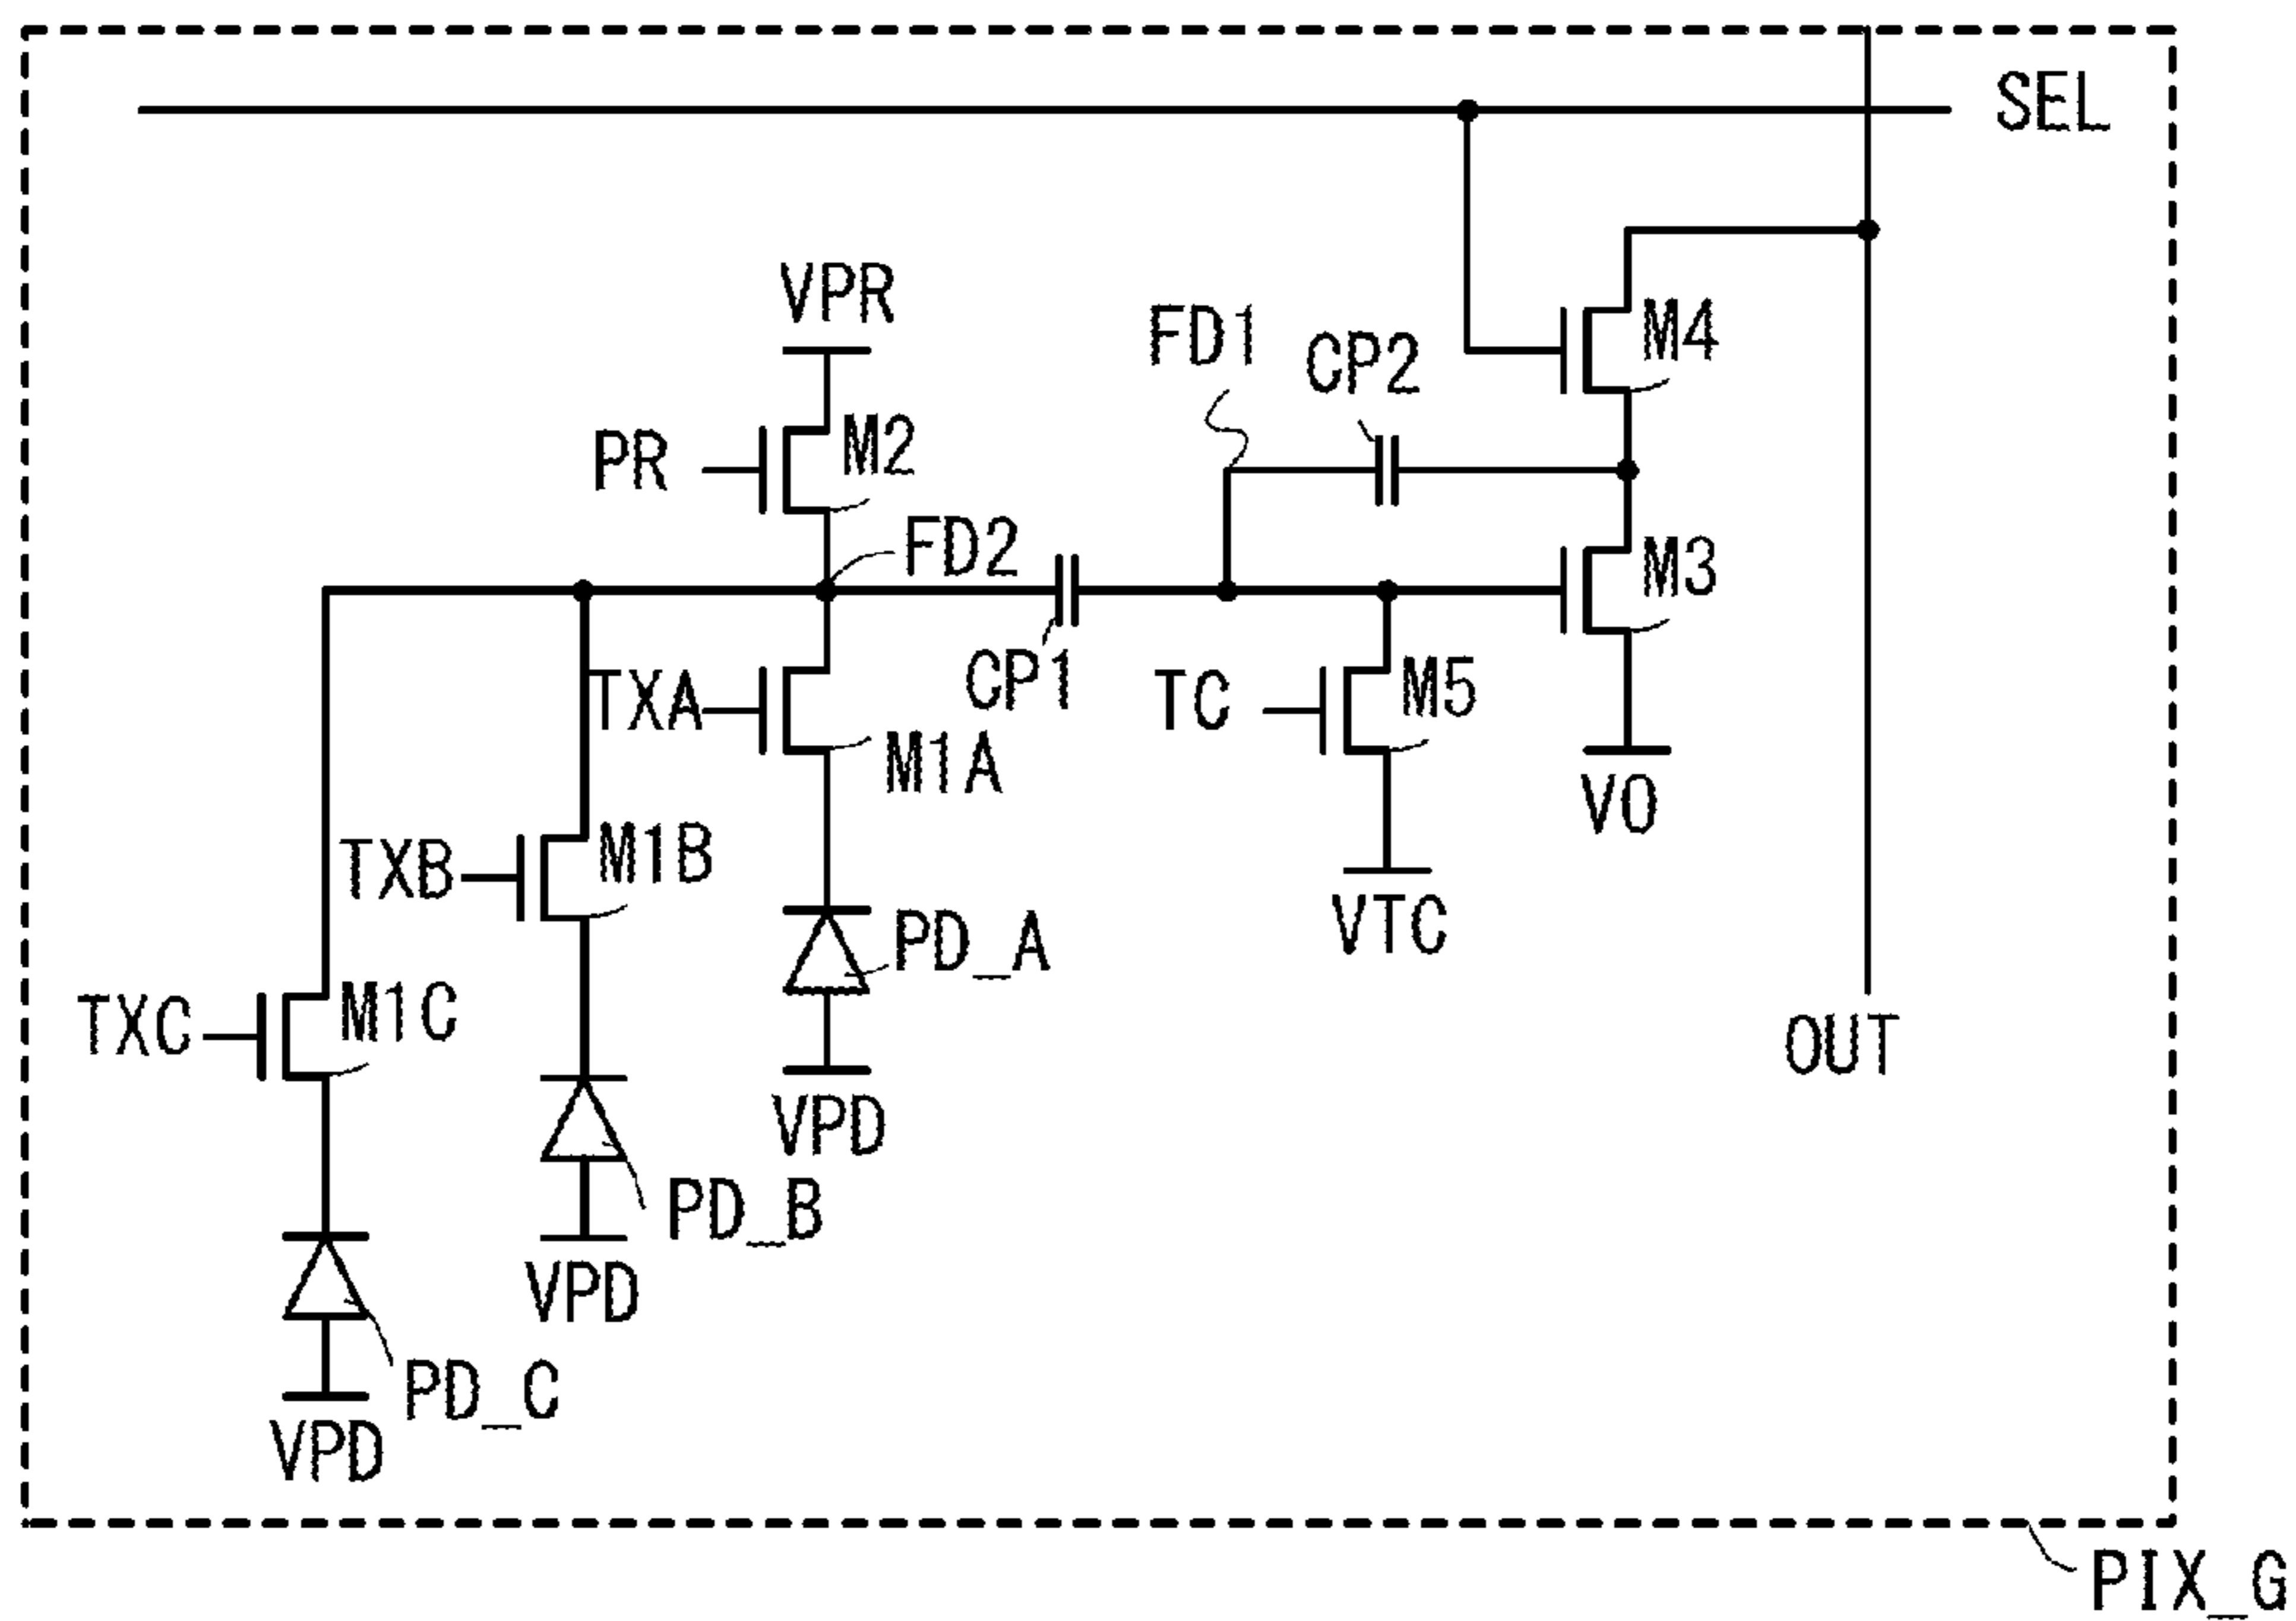 SEL
VPR
FD1
M4
CP2
M2
PR
FD2
M3
TXA
CP1
TC
M5
M1A
VO
TXB
M1B
VTC
PD_A
TXC
M1C
OUT
VPD
PD_B
VPD
PD_C
VPD
PIX_G